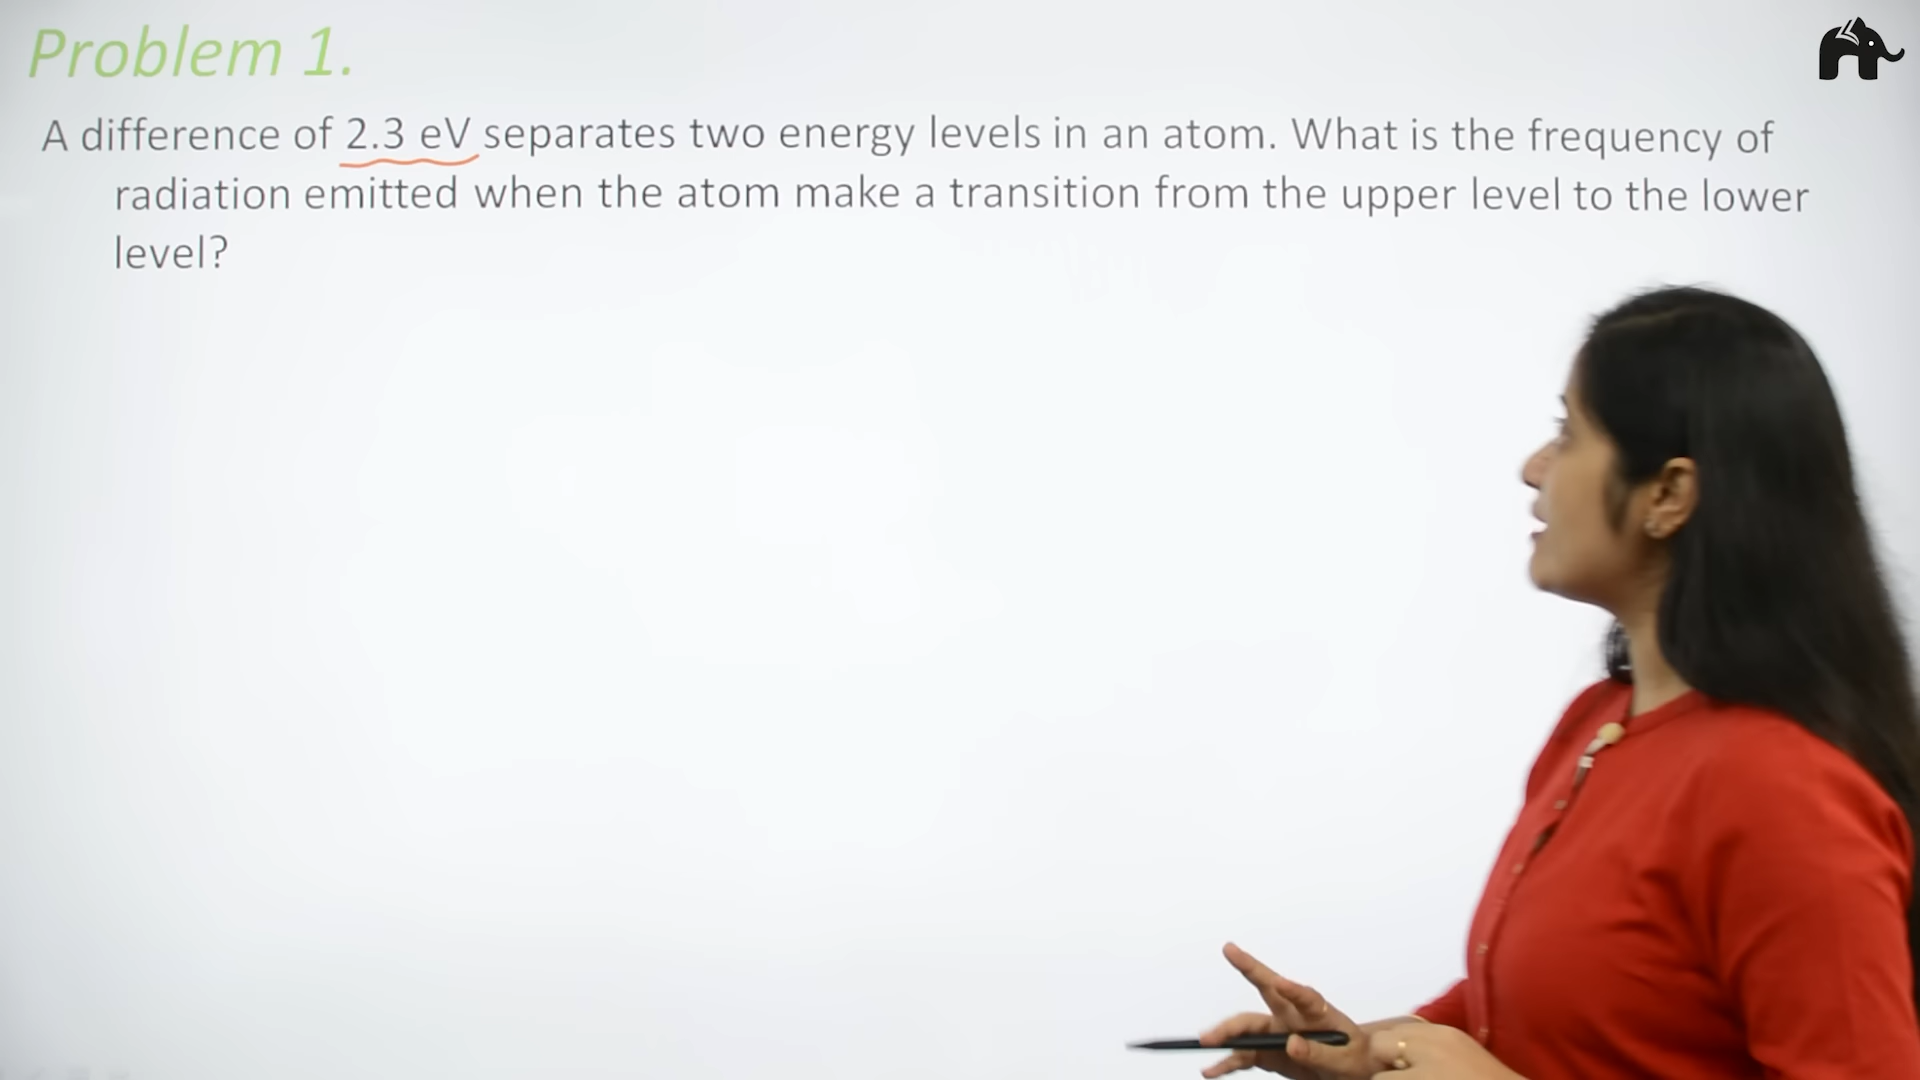 Problem 1.
A difference of 2.3 eV separates two energy levels in an atom. What is the frequency of
radiation emitted when the atom make a transition from the upper level to the lower
level?